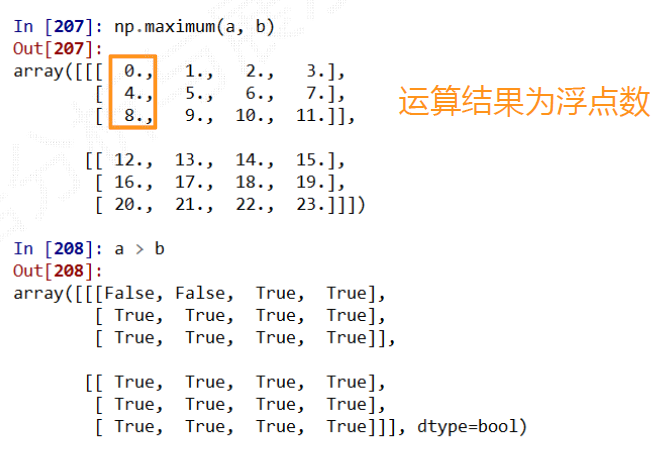 In [207]: np.maximum(a, b)
Out[207]:
array([[[ 0., 1., 2., 3.],
[ 4., 5., 6., 7.],
[ 8., 9., 10., 11.]],
运算结果为浮点数
[[ 12., 13., 14., 15.],
[ 16., 17., 18., 19.],
[ 20., 21., 22., 23.]]])
In [208]: a > b
Out[208]:
array([[[False, False, True, True],
[ True, True, True, True],
[ True, True, True, True]],
[[ True, True, True, True],
[ True, True, True, True],
[ True, True, True, True]]], dtype=bool)